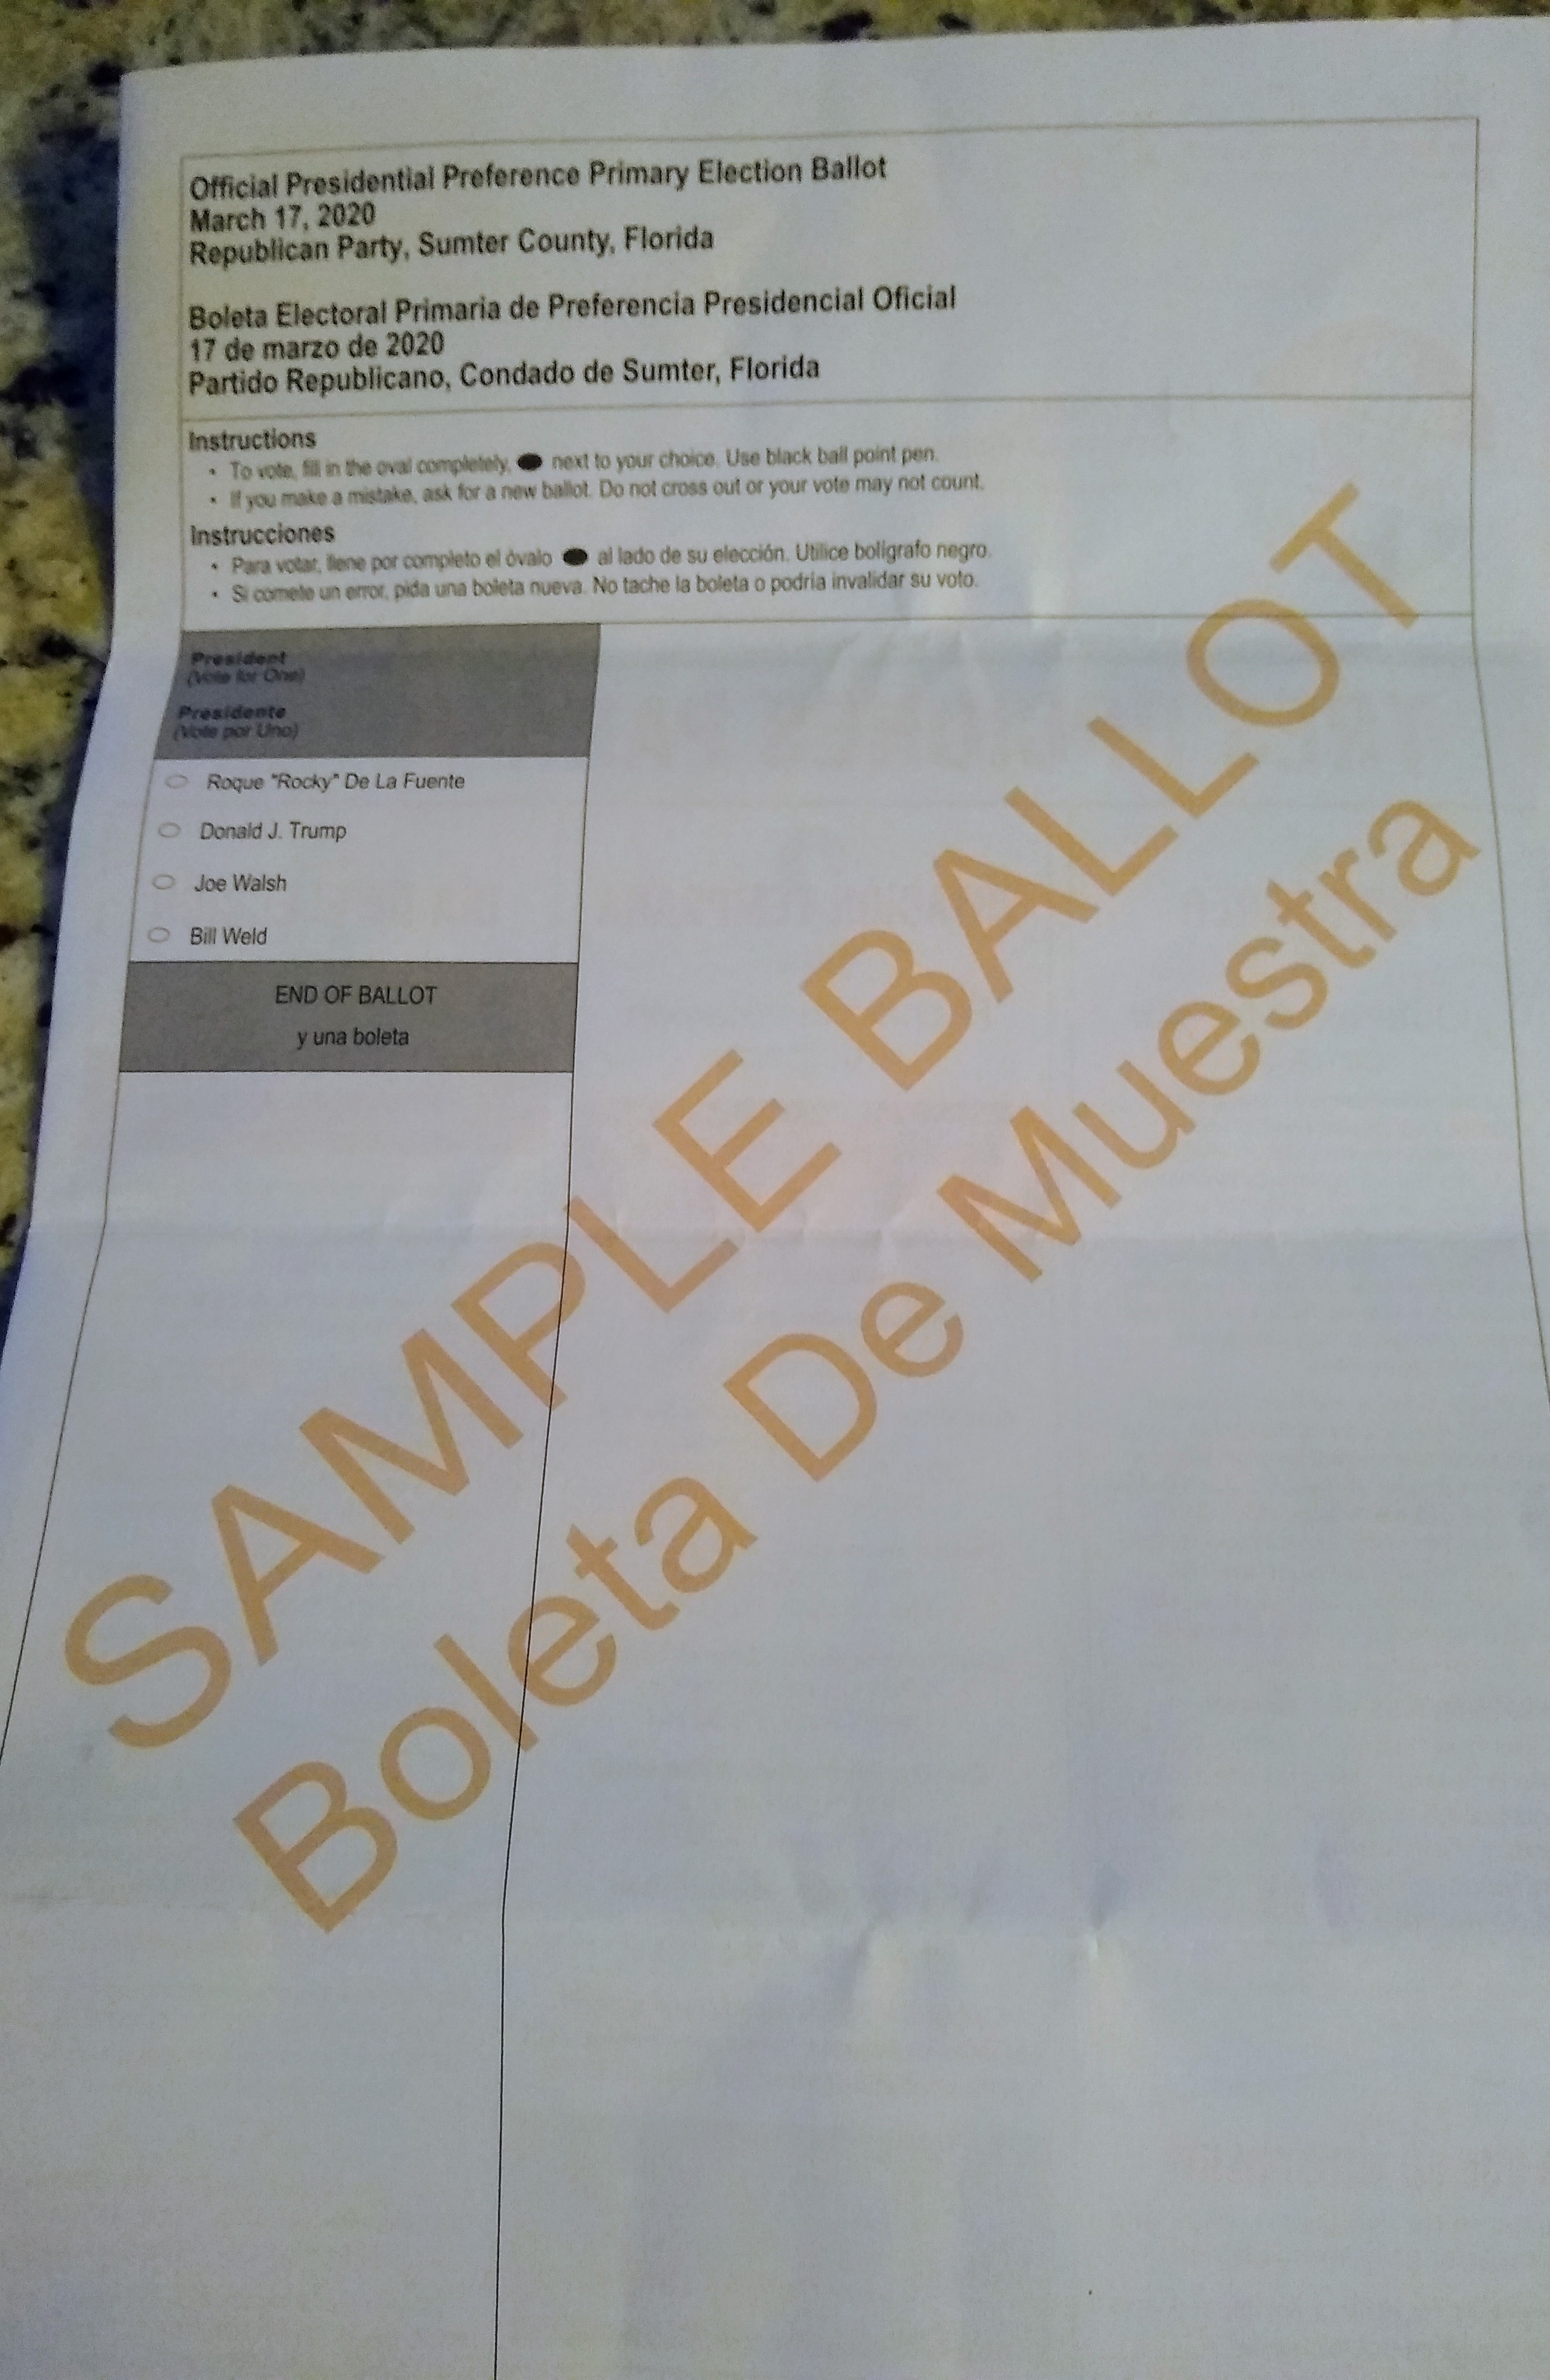 Official Presidential Preference Primary Election Ballot
March 17, 2020
Republican Party, Sumter County, Florida
Boleta Electoral Primaria de Preferencia Presidencial Oficial
17 de marzo de 2020
Partido Republicano, Condado de Sumter, Florida
Instructions
• To vote, fill in the oval completely, next to your choice. Use black ball point pen.
• If you make a mistake, ask for a new ballot. Do not cross out or your vote may not count.
Instrucciones
• Para votar, llene por completo el óvalo al lado de su elección. Utilice bolígrafo negro.
• Si comete un error, pida una boleta nueva. No tache la boleta o podría invalidar su voto.
President
(Vote for One)
Presidente
(Vote por Uno)
Roque "Rocky" De La Fuente
Donald J. Trump
Joe Walsh
Bill Weld
END OF BALLOT
y una boleta
SAMPLE BALLOT
Boleta De Muestra